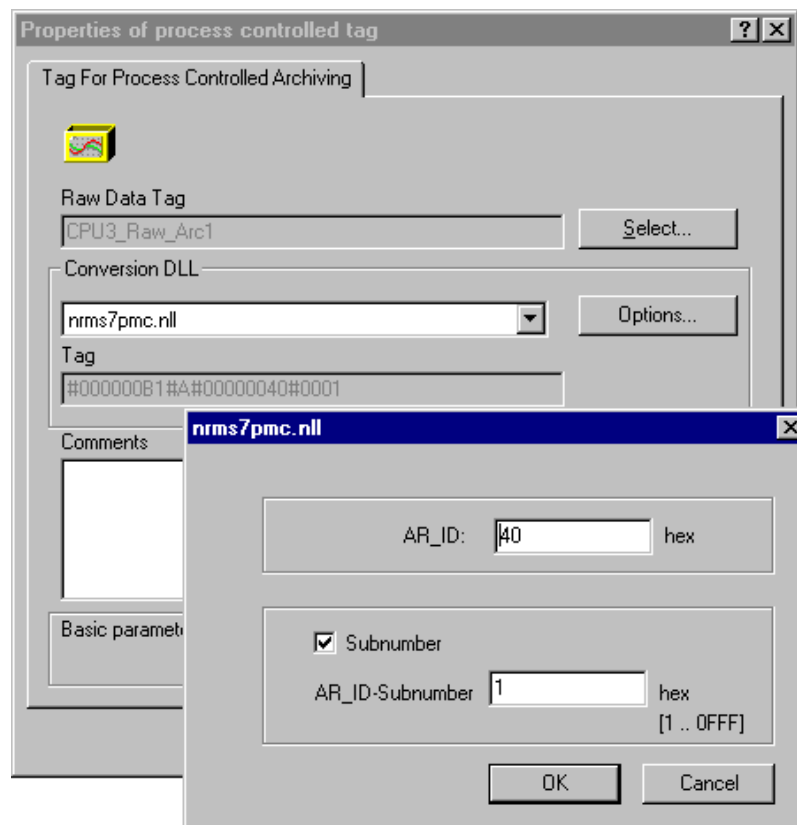 Properties of process controlled tag
Tag For Process Controlled Archiving
Raw Data Tag
CPU3_Raw_Arc1
Select...
Conversion DLL
nrms7pmc.nll
Options...
Tag
#000000B1#A#00000040#0001
Comments
nrms7pmc.nll
AR_ID:
40
hex
Basic paramet
Subnumber
AR_ID-Subnumber
1
hex
[1 .. 0FFF]
OK
Cancel